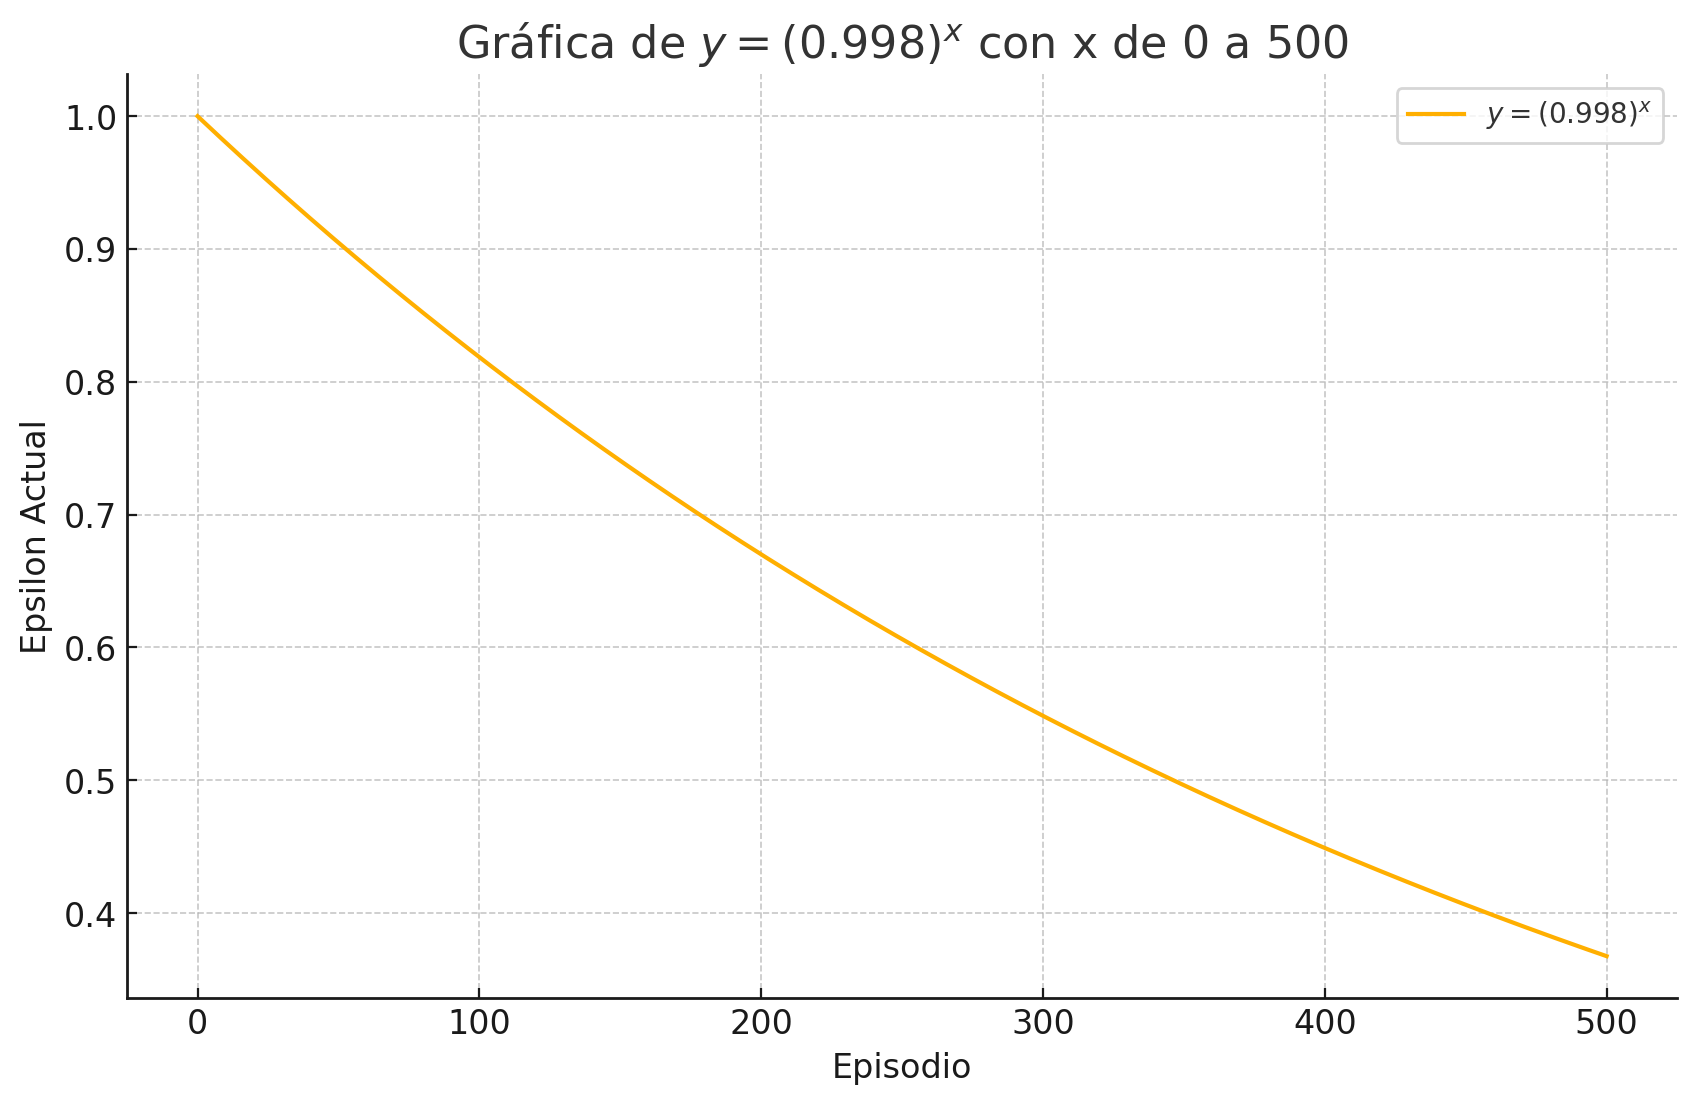 Gráfica de y = (0.998)^x con x de 0 a 500
y = (0.998)^x
1.0
0.9
0.8
0.7
0.6
0.5
0.4
Epsilon Actual
0 100 200 300 400 500
Episodio